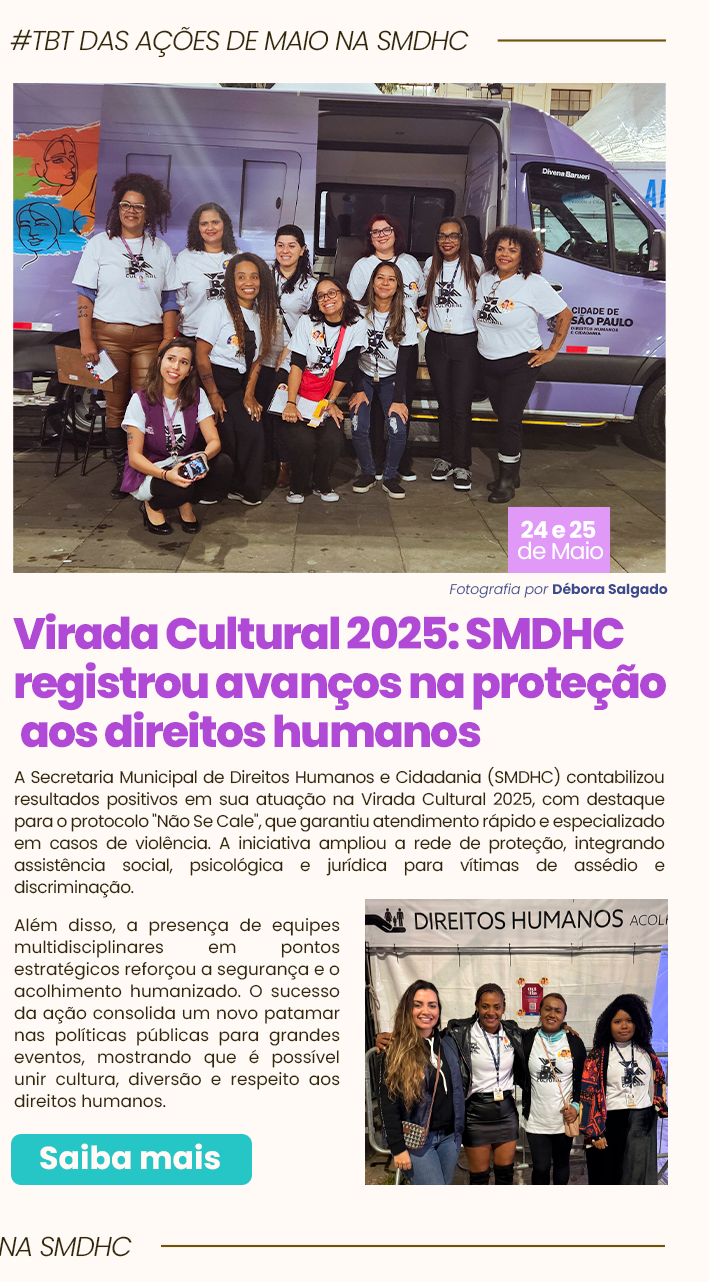 #TBT DAS AÇÕES DE MAIO NA SMDHC
Divena Barueri
CIDADE DE
SÃO PAULO
DIREITOS HUMANOS
E CIDADANIA
24 e 25
de Maio
Fotografia por Débora Salgado
Virada Cultural 2025: SMDHC
registrou avanços na proteção
aos direitos humanos
A Secretaria Municipal de Direitos Humanos e Cidadania (SMDHC) contabilizou
resultados positivos em sua atuação na Virada Cultural 2025, com destaque
para o protocolo "Não Se Cale", que garantiu atendimento rápido e especializado
em casos de violência. A iniciativa ampliou a rede de proteção, integrando
assistência social, psicológica e jurídica para vítimas de assédio e
discriminação.
Além disso, a presença de equipes
multidisciplinares em pontos
estratégicos reforçou a segurança e o
acolhimento humanizado. O sucesso
da ação consolida um novo patamar
nas políticas públicas para grandes
eventos, mostrando que é possível
unir cultura, diversão e respeito aos
direitos humanos.
DIREITOS HUMANOS
Saiba mais
NA SMDHC